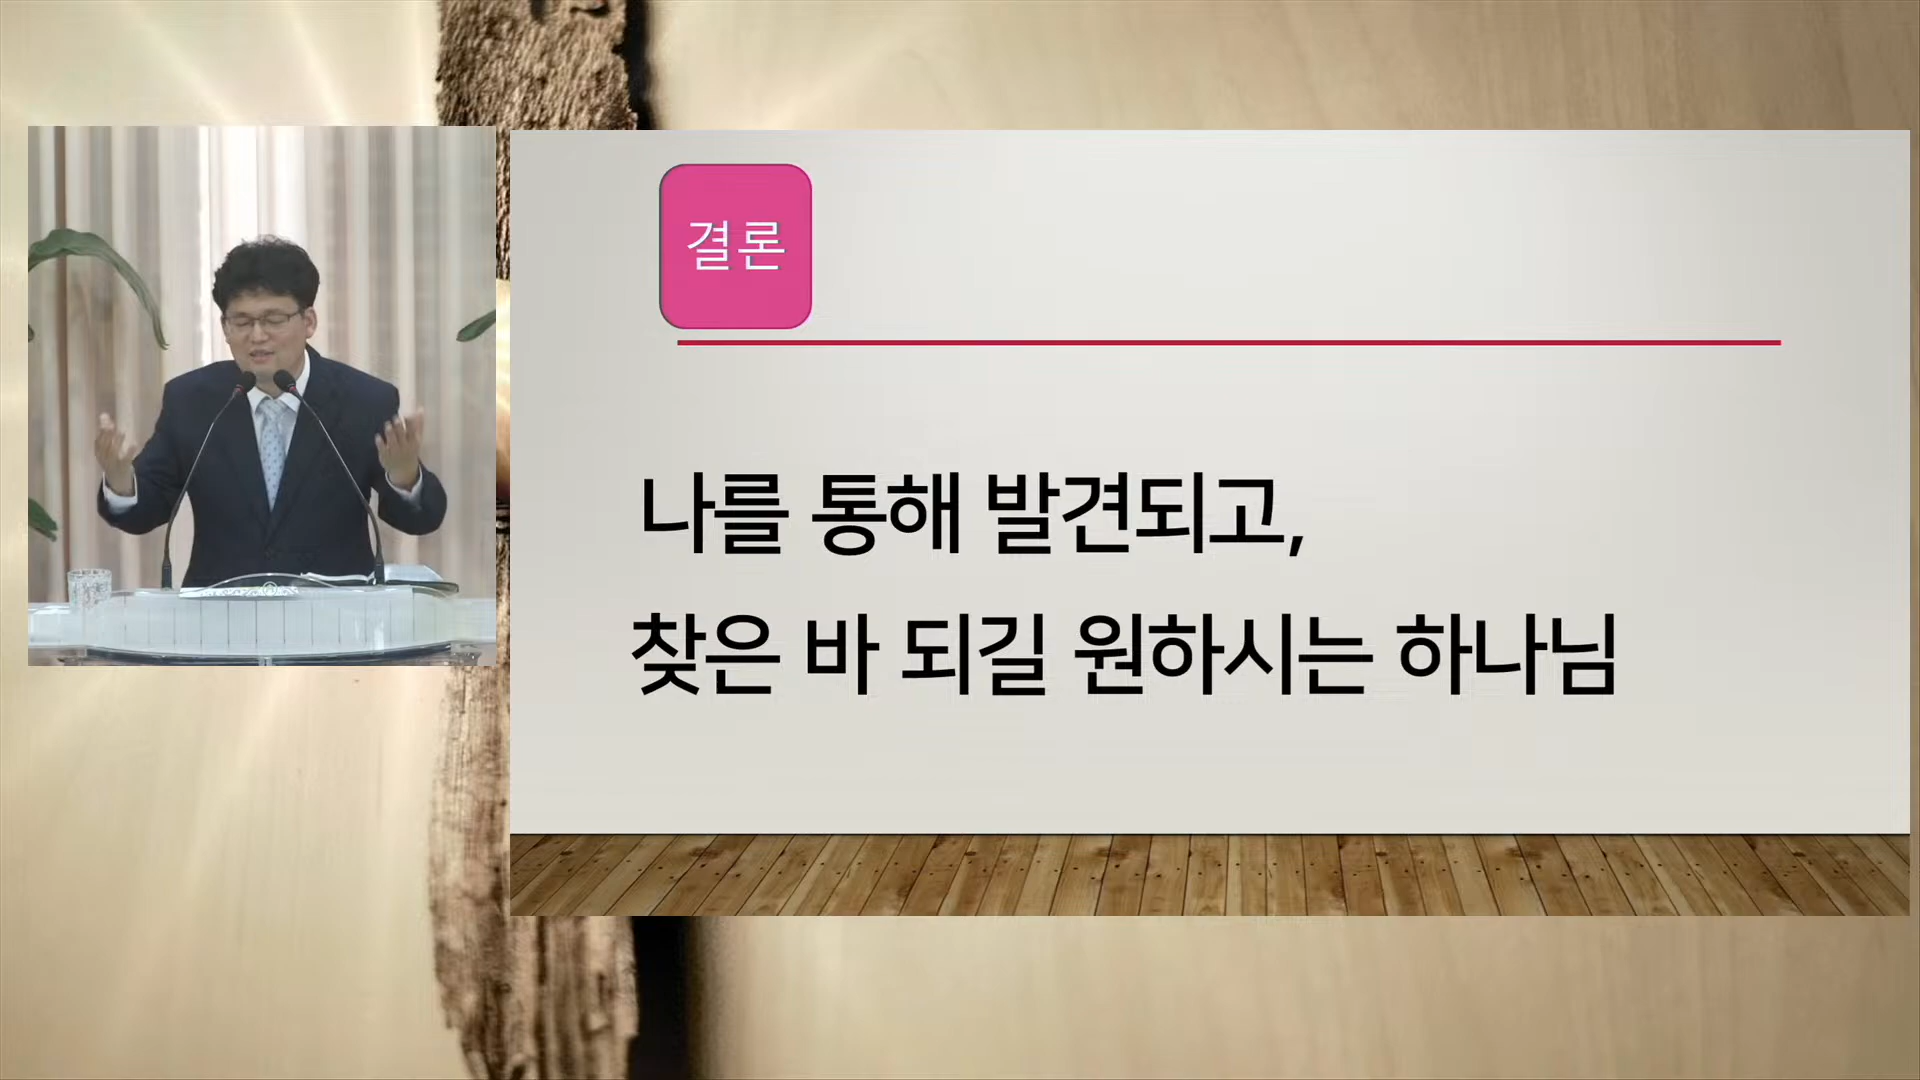 결론
나를 통해 발견되고,
찾은 바 되길 원하시는 하나님